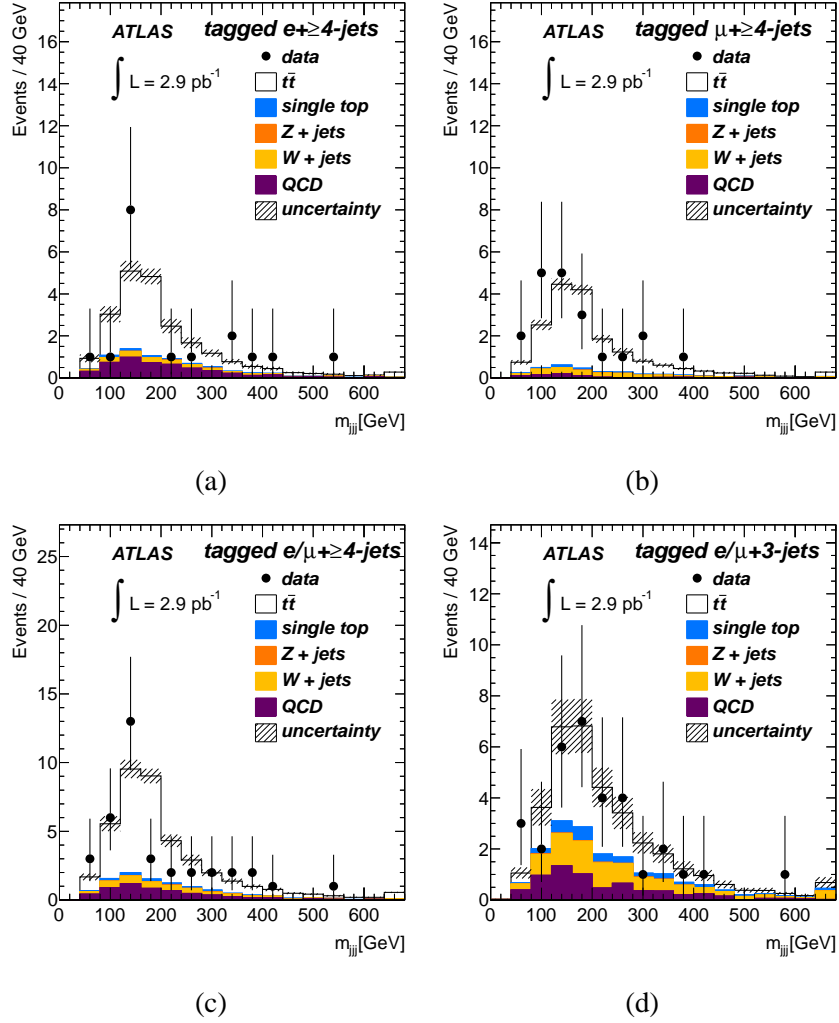 Events / 40 GeV
16
14
12
10
8
6
4
2
0
ATLAS
tagged e+≥4-jets
∫ L = 2.9 pb⁻¹
data
tt̄
single top
Z + jets
W + jets
QCD
uncertainty
0 100 200 300 400 500 600
m_jjj[GeV]
(a)
Events / 40 GeV
16
14
12
10
8
6
4
2
0
ATLAS
tagged μ+≥4-jets
∫ L = 2.9 pb⁻¹
data
tt̄
single top
Z + jets
W + jets
QCD
uncertainty
0 100 200 300 400 500 600
m_jjj[GeV]
(b)
Events / 40 GeV
25
20
15
10
5
0
ATLAS
tagged e/μ+≥4-jets
∫ L = 2.9 pb⁻¹
data
tt̄
single top
Z + jets
W + jets
QCD
uncertainty
0 100 200 300 400 500 600
m_jjj[GeV]
(c)
Events / 40 GeV
14
12
10
8
6
4
2
0
ATLAS
tagged e/μ+3-jets
∫ L = 2.9 pb⁻¹
data
tt̄
single top
Z + jets
W + jets
QCD
uncertainty
0 100 200 300 400 500 600
m_jjj[GeV]
(d)